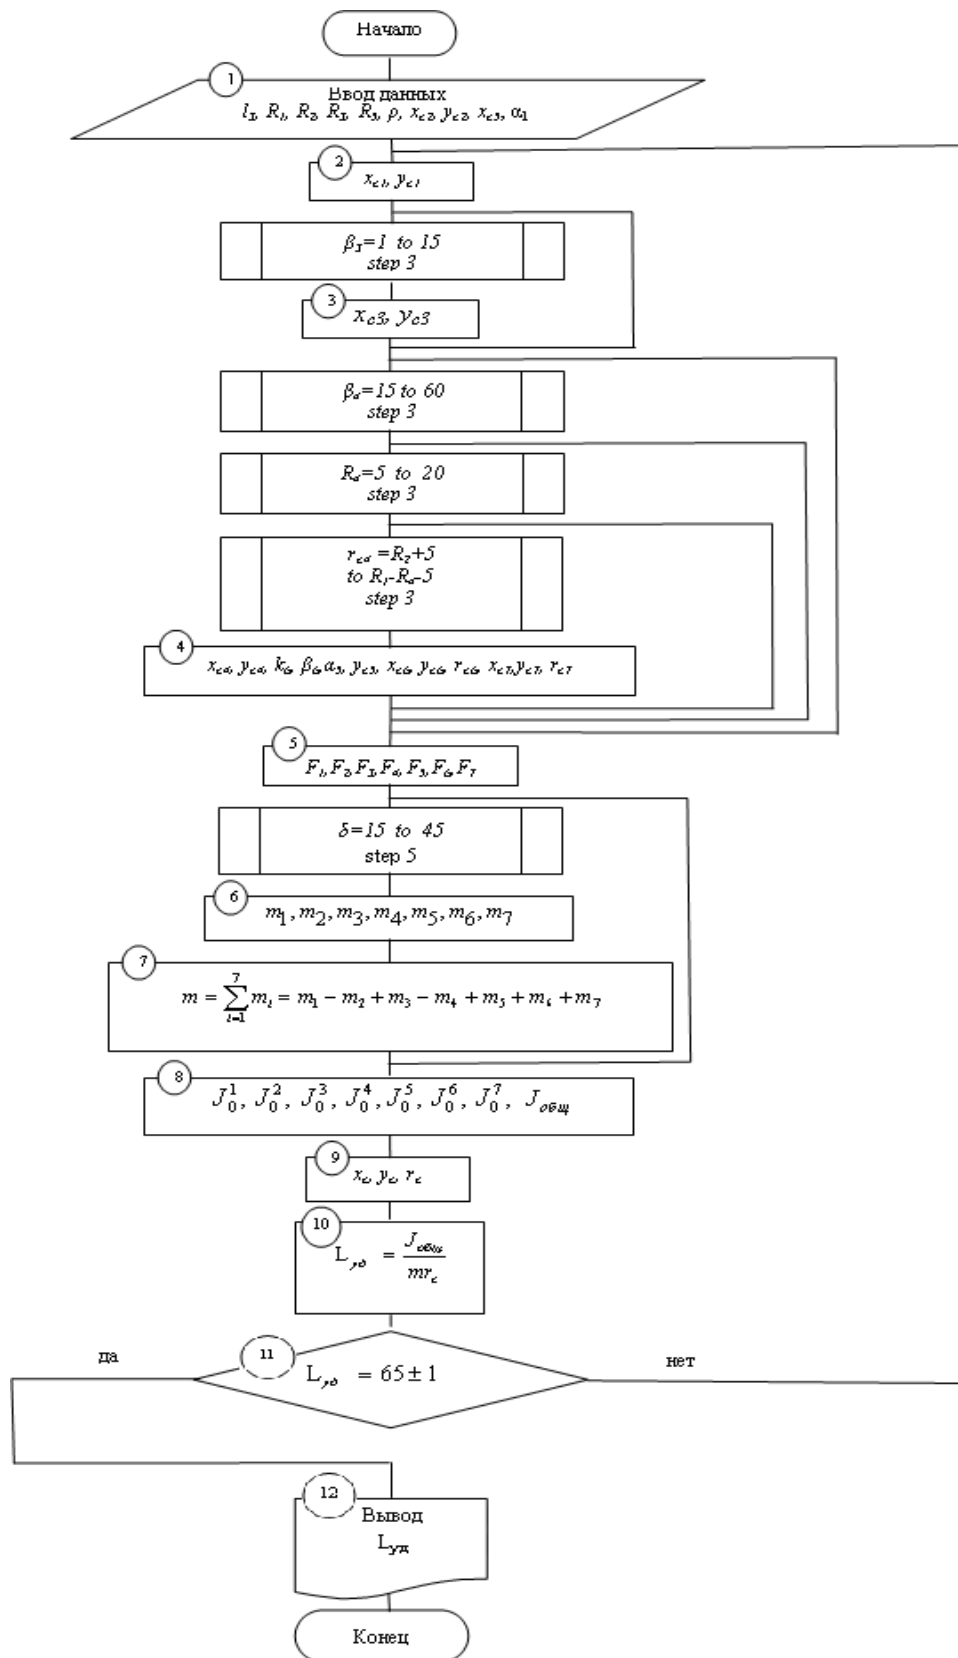 Начало
1
Ввод данных
l₃, R₁, R₂, R₃, R₅, ρ, x_c2, y_c2, x_c5, α₁
2
x_c1, y_c1
β₃=1 to 15
step 3
3
x_c3, y_c3
β₄=15 to 60
step 3
R₄=5 to 20
step 3
r_c4 =R₂+5
to R₁-R₄-5
step 3
4
x_c4, y_c4, k₆, β₆, α₅, y_c5, x_c6, y_c6, r_c6, x_c7, y_c7, r_c7
5
F₁, F₂, F₃, F₄, F₅, F₆, F₇
δ=15 to 45
step 5
6
m₁, m₂, m₃, m₄, m₅, m₆, m₇
7
m = ∑_{i=1}^{7} m_i = m₁ − m₂ + m₃ − m₄ + m₅ + m₆ + m₇
8
J₀¹, J₀², J₀³, J₀⁴, J₀⁵, J₀⁶, J₀⁷, J_общ
9
x_c, y_c, r_c
10
L_уд = J_общ / mr_c
да
11
L_уд = 65 ± 1
нет
12
Вывод
L_уд
Конец